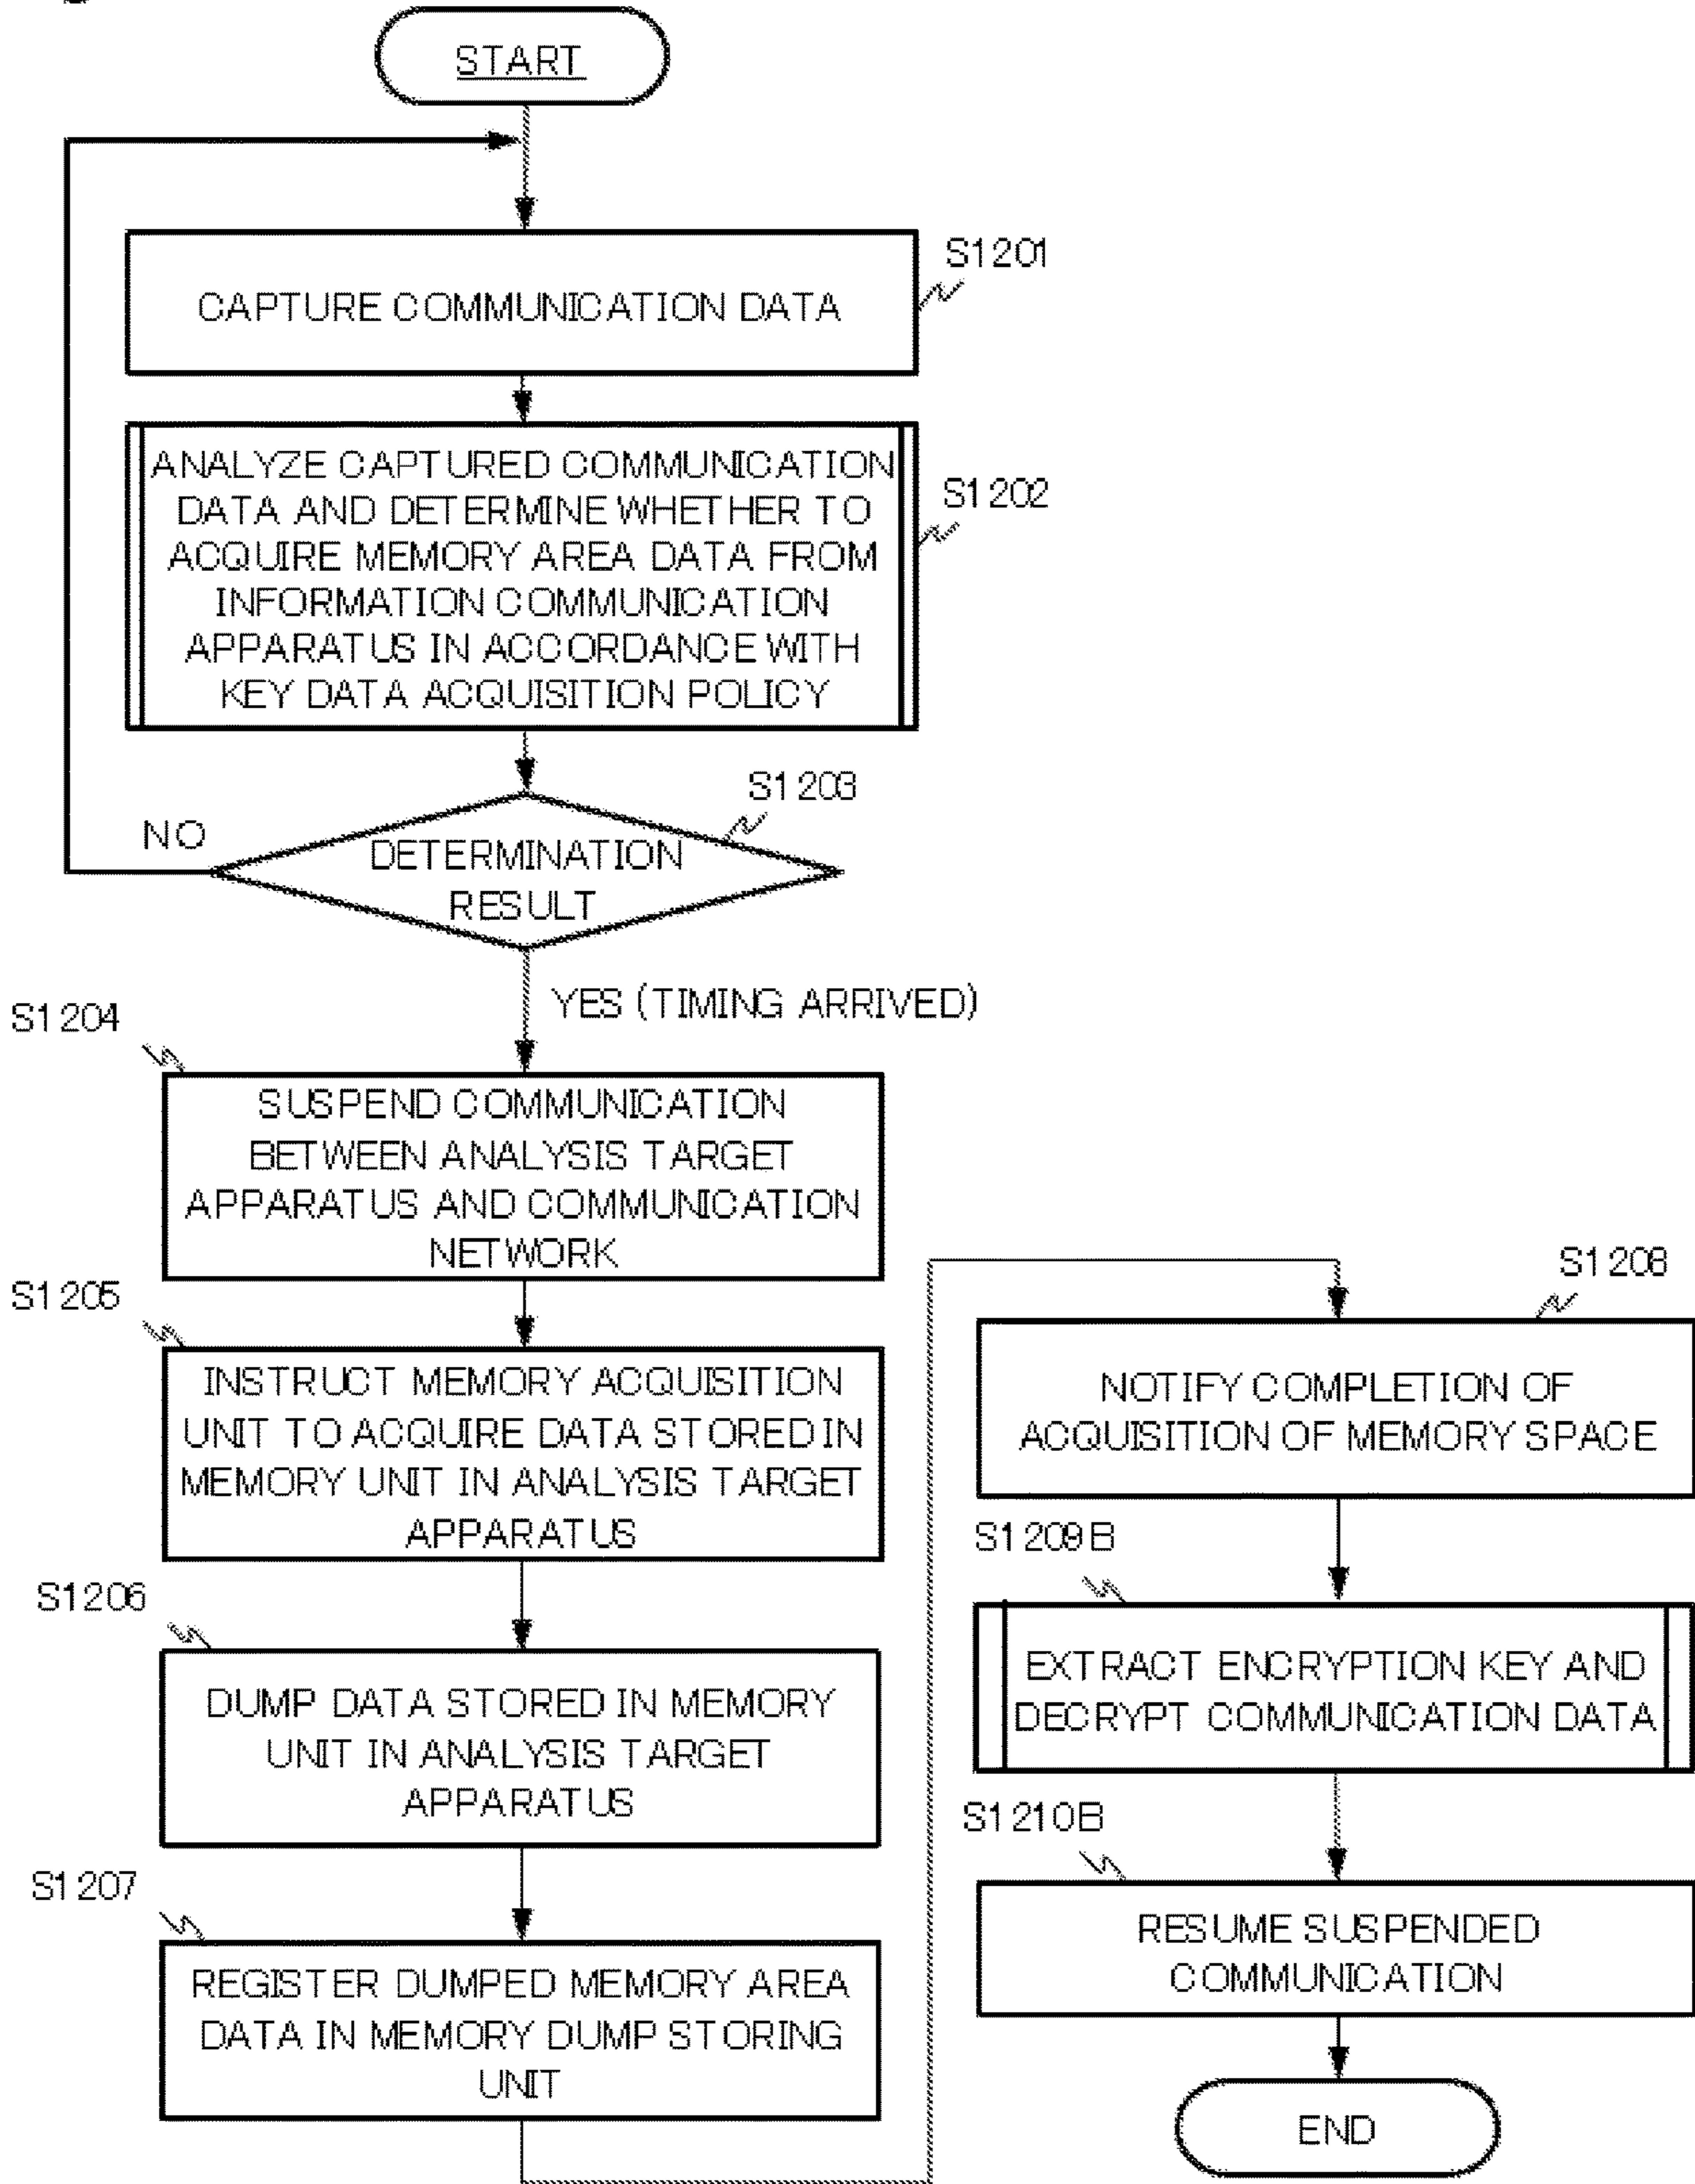 START
S1201
CAPTURE COMMUNICATION DATA
S1202
ANALYZE CAPTURED COMMUNICATION
DATA AND DETERMINE WHETHER TO
ACQUIRE MEMORY AREA DATA FROM
INFORMATION COMMUNICATION
APPARATUS IN ACCORDANCE WITH
KEY DATA ACQUISITION POLICY
S1203
NO
DETERMINATION
RESULT
YES (TIMING ARRIVED)
S1204
SUSPEND COMMUNICATION
BETWEEN ANALYSIS TARGET
APPARATUS AND COMMUNICATION
NETWORK
S1205
INSTRUCT MEMORY ACQUISITION
UNIT TO ACQUIRE DATA STORED IN
MEMORY UNIT IN ANALYSIS TARGET
APPARATUS
S1206
DUMP DATA STORED IN MEMORY
UNIT IN ANALYSIS TARGET
APPARATUS
S1207
REGISTER DUMPED MEMORY AREA
DATA IN MEMORY DUMP STORING
UNIT
S1208
NOTIFY COMPLETION OF
ACQUISITION OF MEMORY SPACE
S1209B
EXTRACT ENCRYPTION KEY AND
DECRYPT COMMUNICATION DATA
S1210B
RESUME SUSPENDED
COMMUNICATION
END